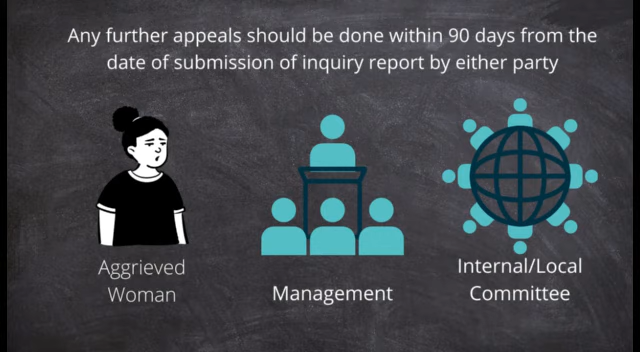 Any further appeals should be done within 90 days from the
date of submission of inquiry report by either party
Aggrieved
Woman
Management
Internal/Local
Committee